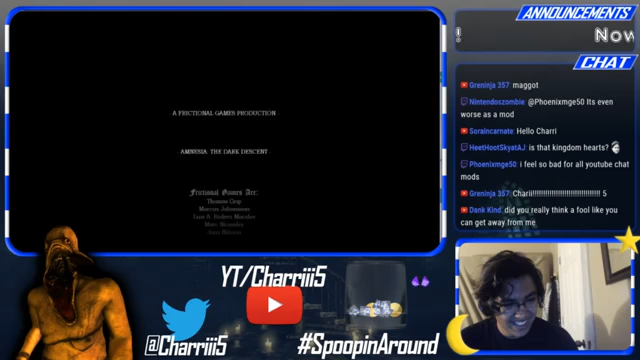 ANNOUNCEMENTS
! Now
CHAT
A FRICTIONAL GAMES PRODUCTION
AMNESIA: THE DARK DESCENT
Frictional Games Are:
Thomas Grip
Greninja 357 maggot
Nintendoszombie: @Phoenixmge50 Its even
worse as a mod
Soraincarnate: Hello Charri
HeetHootSkyatAJ: is that kingdom hearts?
Phoenixmge50: i feel so bad for all youtube chat
mods
Greninja 357 Charii!!!!!!!!!!!!!!!!!!!!!!!!!!!!!!! 5
Dank Kind: did you really think a fool like you
can get away from me
YT/Charriii5
@Charriii5
#SpoopinAround